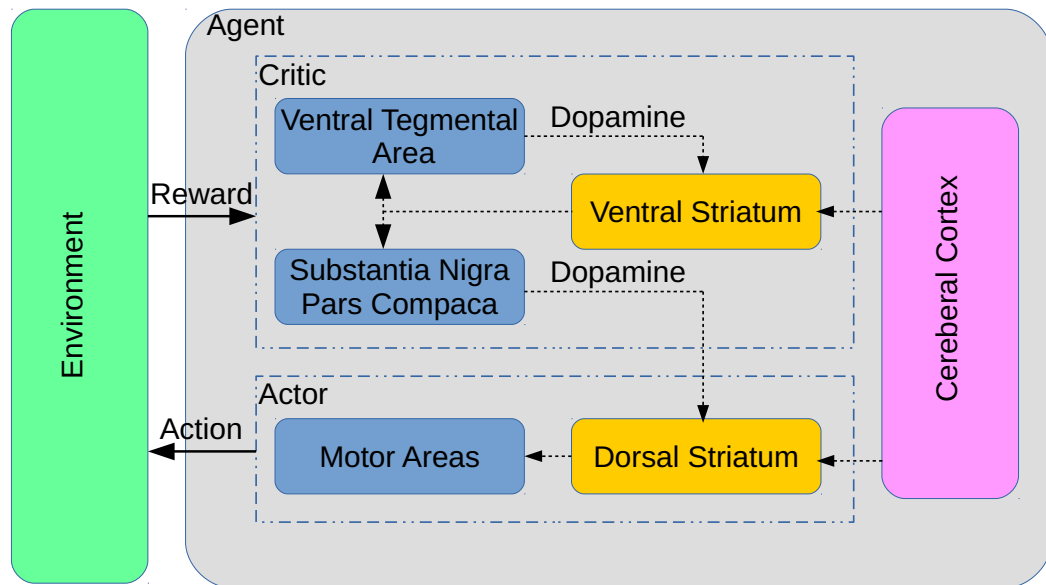 Agent
Critic
Ventral Tegmental
Area
Dopamine
Reward
Ventral Striatum
Environment
Substantia Nigra
Pars Compaca
Dopamine
Cereberal Cortex
Actor
Action
Motor Areas
Dorsal Striatum